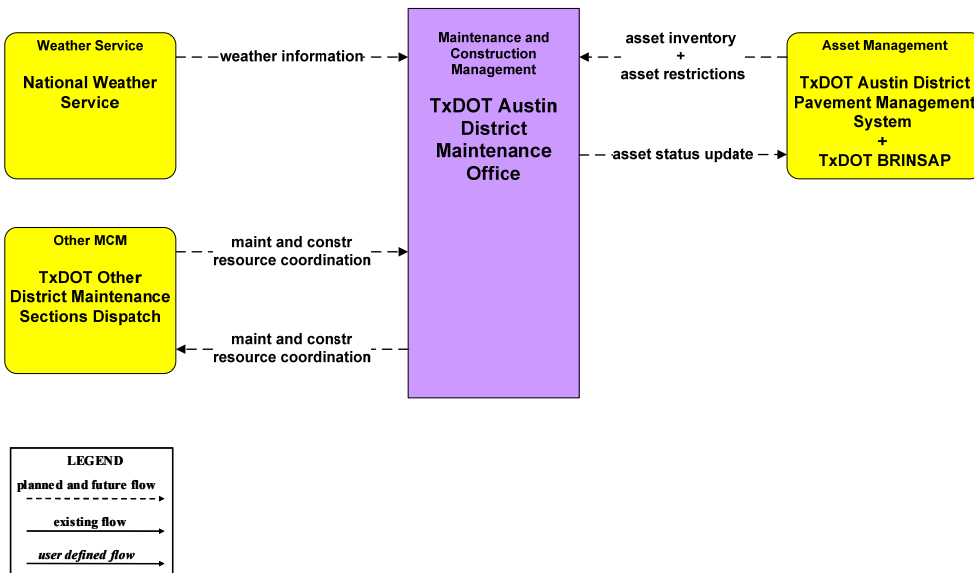 Weather Service
National Weather
Service
weather information
Maintenance and
Construction
Management
TxDOT Austin
District
Maintenance
Office
asset inventory
+
asset restrictions
asset status update
Asset Management
TxDOT Austin District
Pavement Management
System
+
TxDOT BRINSAP
Other MCM
TxDOT Other
District Maintenance
Sections Dispatch
maint and constr
resource coordination
maint and constr
resource coordination
LEGEND
planned and future flow
existing flow
user defined flow